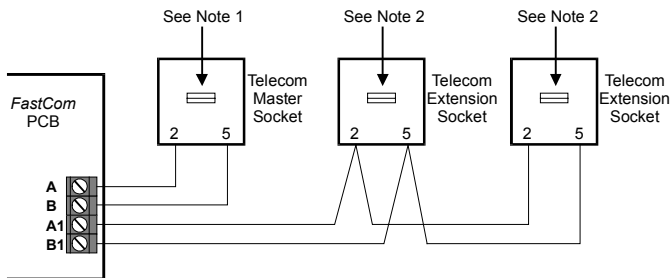 See Note 1
See Note 2
See Note 2
FastCom
PCB
Telecom
Master
Socket
Telecom
Extension
Socket
Telecom
Extension
Socket
2 5
2 5
2 5
A
B
A1
B1